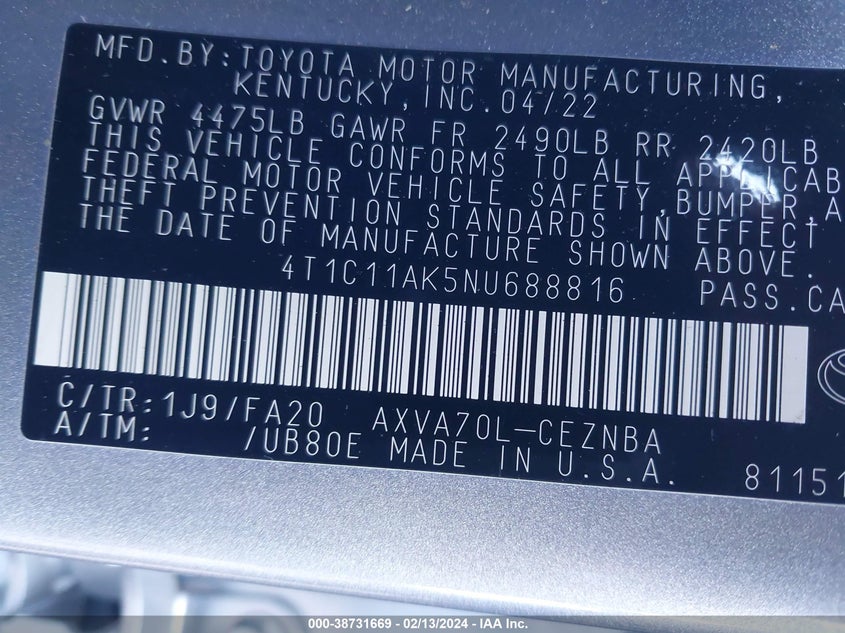 MFD.BY:TOYOTA MOTOR MANUFACTURING,
KENTUCKY,INC.04/22
GVWR 4475LB GAWR FR 2490LB RR 2420LB
THIS VEHICLE CONFORMS TO ALL APPLICAB
FEDERAL MOTOR VEHICLE SAFETY,BUMPER,A
THEFT PREVENTION STANDARDS IN EFFECT
THE DATE OF MANUFACTURE SHOWN ABOVE.
4T1C11AK5NU688816 PASS.CA
C/TR:1J9/FA20 AXVA70L-CEZNBA
A/TM: /UB80E MADE IN U.S.A. 81151
000-38731669 - 02/13/2024 - IAA Inc.